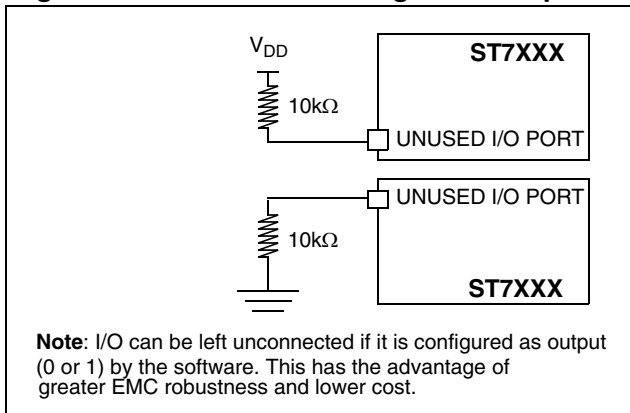 V_DD
ST7XXX
10kΩ
UNUSED I/O PORT
UNUSED I/O PORT
10kΩ
ST7XXX
Note: I/O can be left unconnected if it is configured as output
(0 or 1) by the software. This has the advantage of
greater EMC robustness and lower cost.